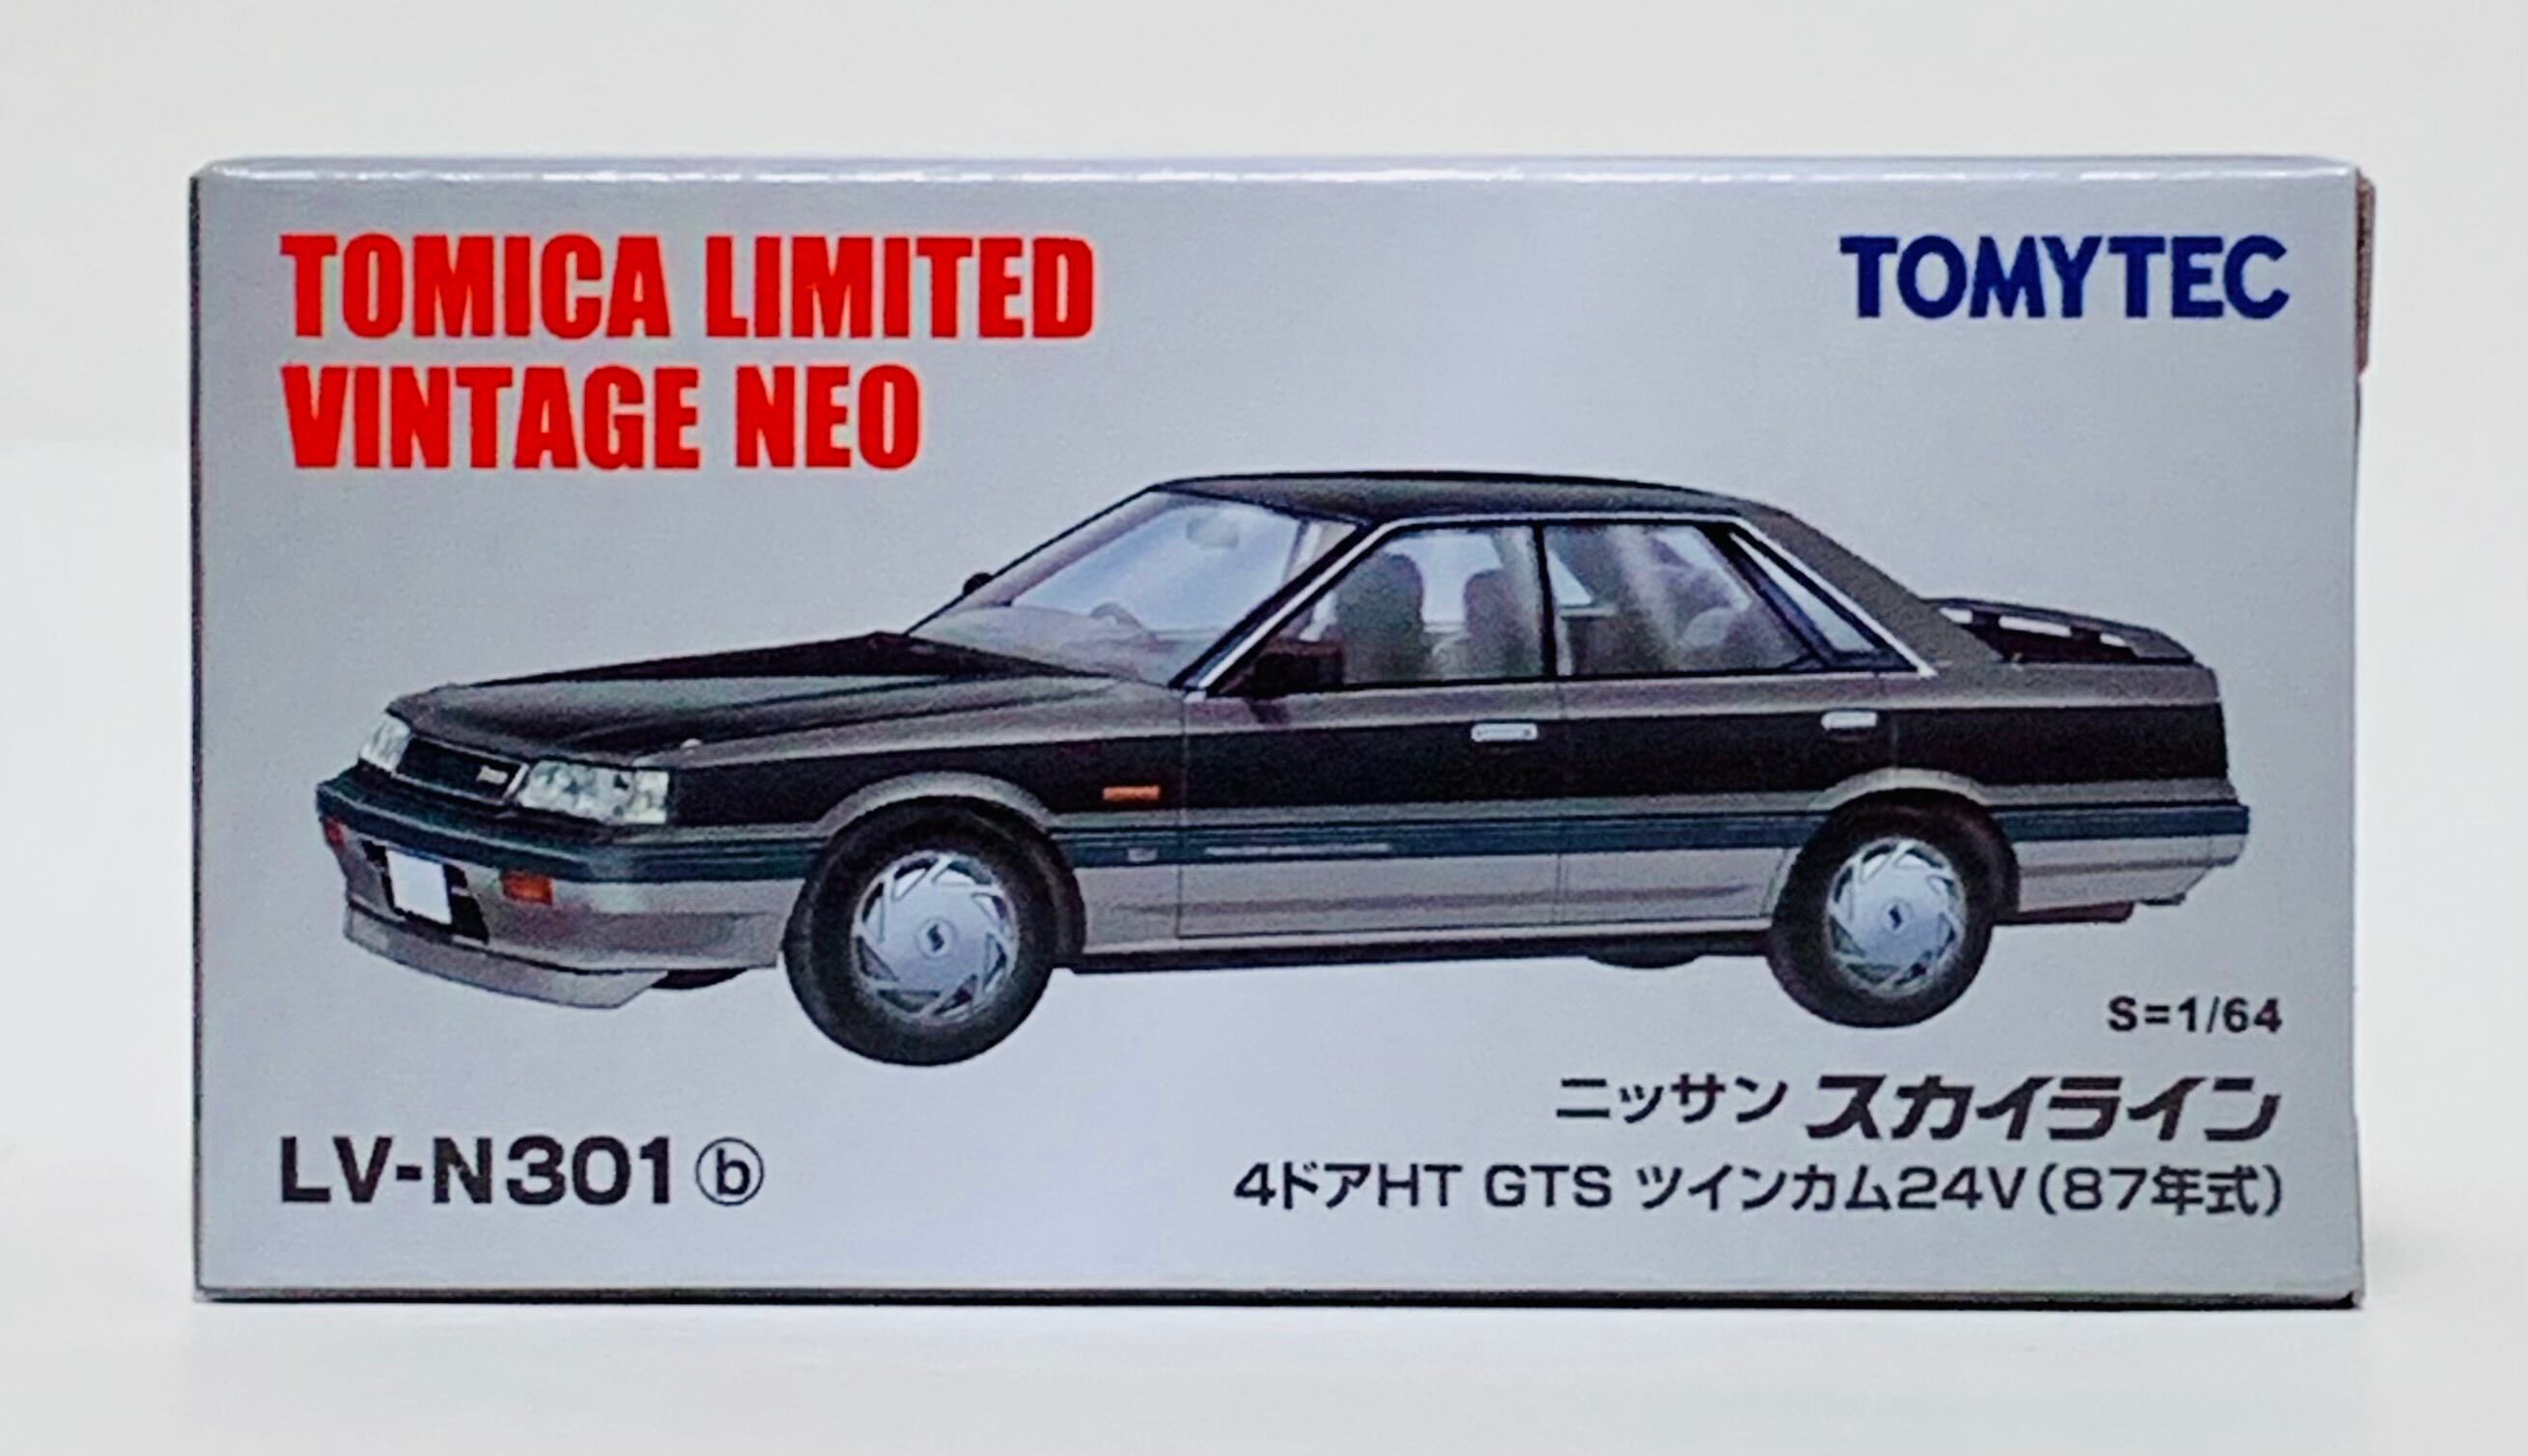 TOMICA LIMITED
VINTAGE NEO
TOMYTEC
S=1/64
ニッサン スカイライン
LV-N301ⓑ
4ドアHT GTS ツインカム24V(87年式)